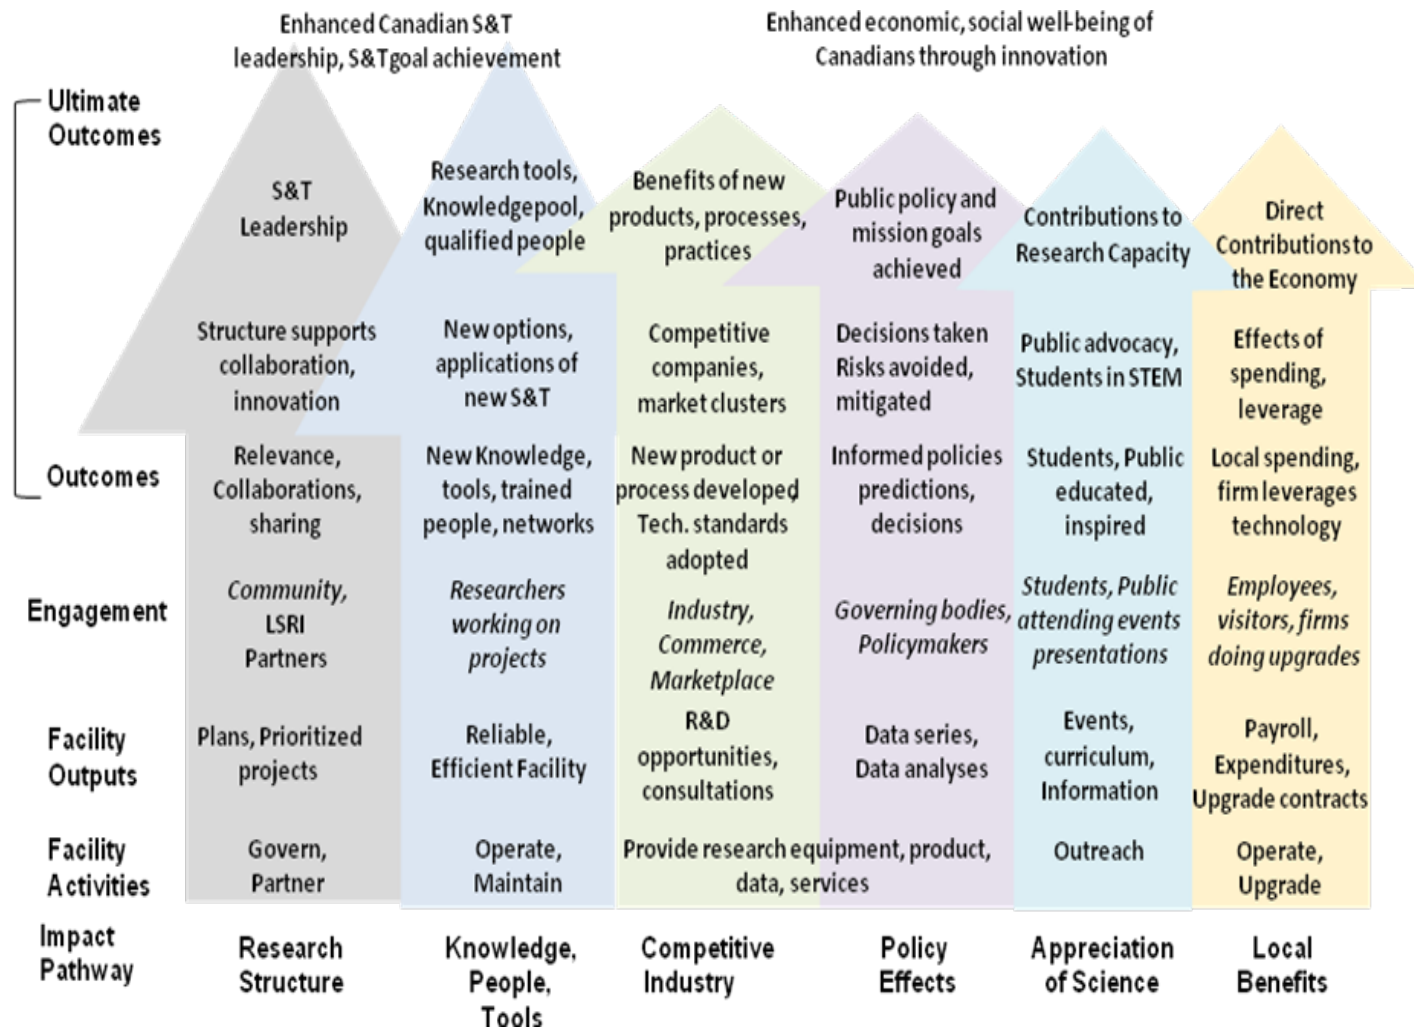 Enhanced Canadian S&T
leadership, S&Tgoal achievement
Enhanced economic, social well-being of
Canadians through innovation
Ultimate
Outcomes
S&T
Leadership
Research tools,
Knowledgepool,
qualified people
Benefits of new
products, processes,
practices
Public policy and
mission goals
achieved
Contributions to
Research Capacity
Direct
Contributions to
the Economy
Structure supports
collaboration,
innovation
New options,
applications of
new S&T
Competitive
companies,
market clusters
Decisions taken
Risks avoided,
mitigated
Public advocacy,
Students in STEM
Effects of
spending,
leverage
Outcomes
Relevance,
Collaborations,
sharing
New Knowledge,
tools, trained
people, networks
New product or
process developed,
Tech. standards
adopted
Informed policies
predictions,
decisions
Students, Public
educated,
inspired
Local spending,
firm leverages
technology
Engagement
Community,
LSRI
Partners
Researchers
working on
projects
Industry,
Commerce,
Marketplace
Governing bodies,
Policymakers
Students, Public
attending events
presentations
Employees,
visitors, firms
doing upgrades
Facility
Outputs
Plans, Prioritized
projects
Reliable,
Efficient Facility
R&D
opportunities,
consultations
Data series,
Data analyses
Events,
curriculum,
Information
Payroll,
Expenditures,
Upgrade contracts
Facility
Activities
Govern,
Partner
Operate,
Maintain
Provide research equipment, product,
data, services
Outreach
Operate,
Upgrade
Impact
Pathway
Research
Structure
Knowledge,
People,
Tools
Competitive
Industry
Policy
Effects
Appreciation
of Science
Local
Benefits